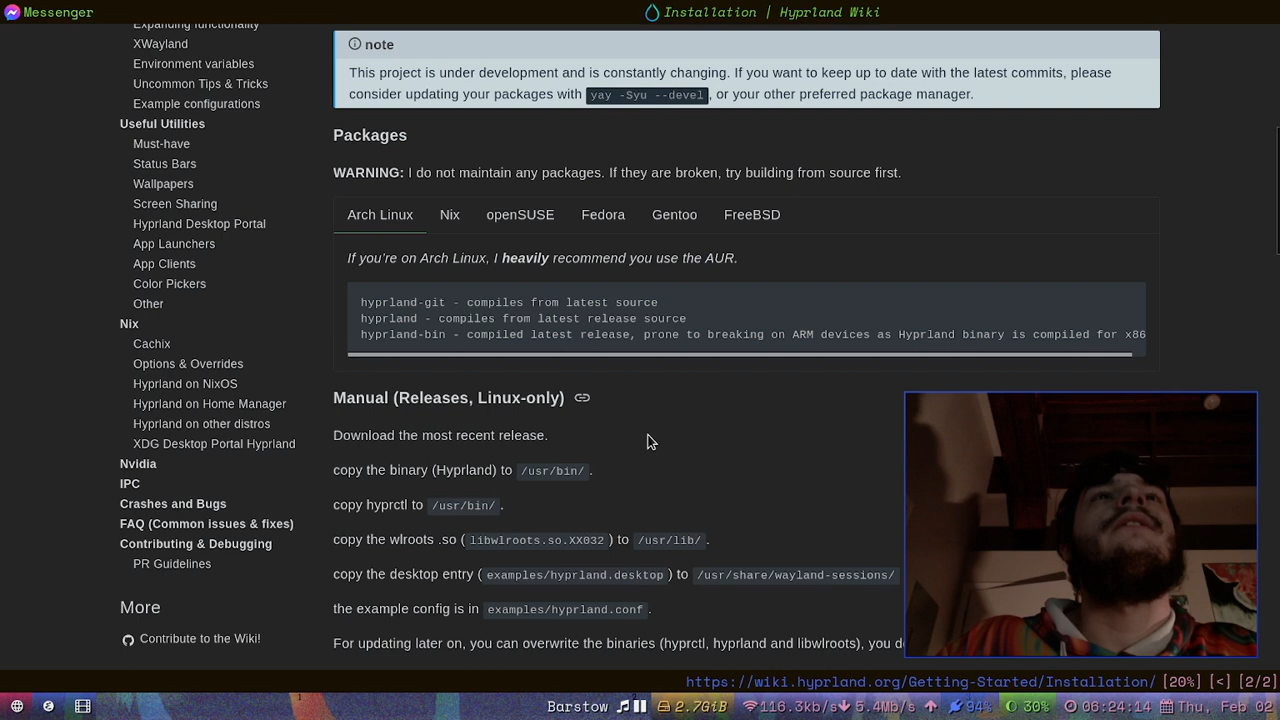 Messenger
Installation | Hyprland Wiki
Expanding functionality
XWayland
Environment variables
Uncommon Tips & Tricks
Example configurations
Useful Utilities
Must-have
Status Bars
Wallpapers
Screen Sharing
Hyprland Desktop Portal
App Launchers
App Clients
Color Pickers
Other
Nix
Cachix
Options & Overrides
Hyprland on NixOS
Hyprland on Home Manager
Hyprland on other distros
XDG Desktop Portal Hyprland
Nvidia
IPC
Crashes and Bugs
FAQ (Common issues & fixes)
Contributing & Debugging
PR Guidelines
More
Contribute to the Wiki!
note
This project is under development and is constantly changing. If you want to keep up to date with the latest commits, please
consider updating your packages with yay -Syu --devel, or your other preferred package manager.
Packages
WARNING: I do not maintain any packages. If they are broken, try building from source first.
Arch Linux Nix openSUSE Fedora Gentoo FreeBSD
If you're on Arch Linux, I heavily recommend you use the AUR.
hyprland-git - compiles from latest source
hyprland - compiles from latest release source
hyprland-bin - compiled latest release, prone to breaking on ARM devices as Hyprland binary is compiled for x86
Manual (Releases, Linux-only)
Download the most recent release.
copy the binary (Hyprland) to /usr/bin/.
copy hyprctl to /usr/bin/.
copy the wlroots .so (libwlroots.so.XX032) to /usr/lib/.
copy the desktop entry (examples/hyprland.desktop) to /usr/share/wayland-sessions/
the example config is in examples/hyprland.conf.
For updating later on, you can overwrite the binaries (hyprctl, hyprland and libwlroots), you d
https://wiki.hyprland.org/Getting-Started/Installation/ [20%] [<] [2/2]
1 Barstow 2 2.7GiB 116.3kb/s 5.4Mb/s 94% 30% 06:24:14 Thu, Feb 02